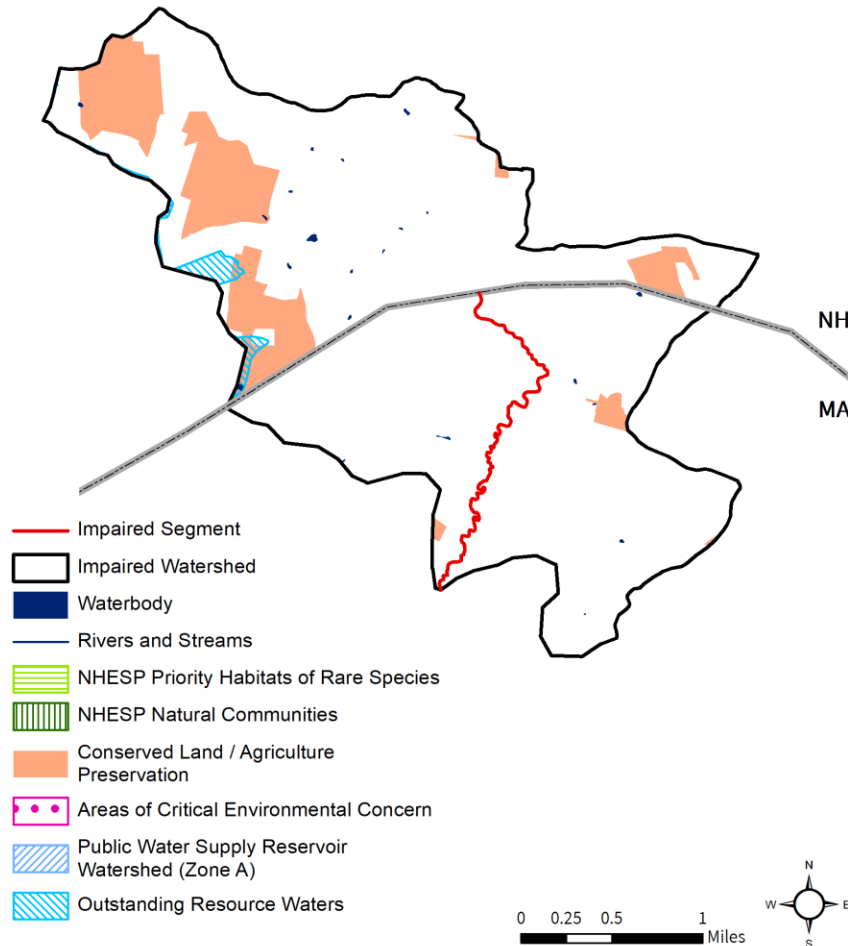 NH
MA
Impaired Segment
Impaired Watershed
Waterbody
Rivers and Streams
NHESP Priority Habitats of Rare Species
NHESP Natural Communities
Conserved Land / Agriculture
Preservation
Areas of Critical Environmental Concern
Public Water Supply Reservoir
Watershed (Zone A)
Outstanding Resource Waters
N
W E
S
0 0.25 0.5 1
Miles